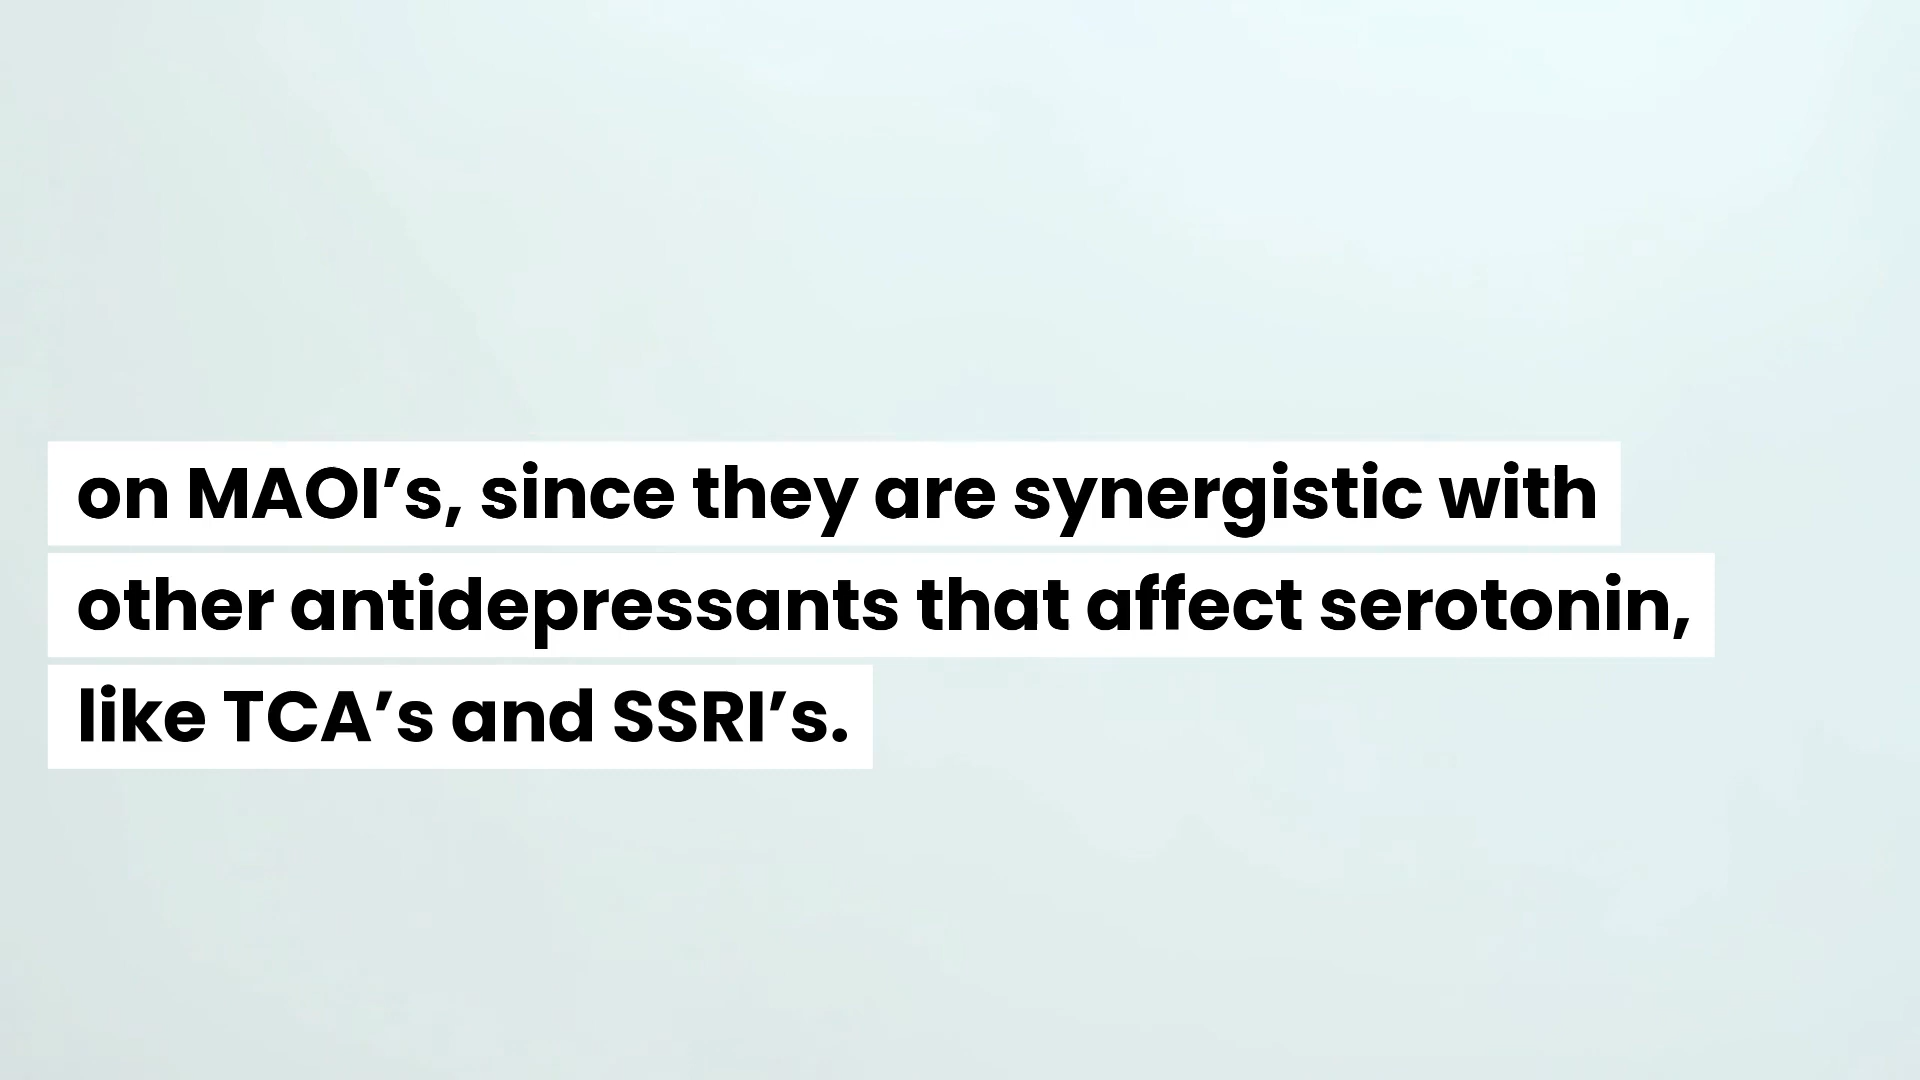 on MAOI’s, since they are synergistic with
other antidepressants that affect serotonin,
like TCA’s and SSRI’s.